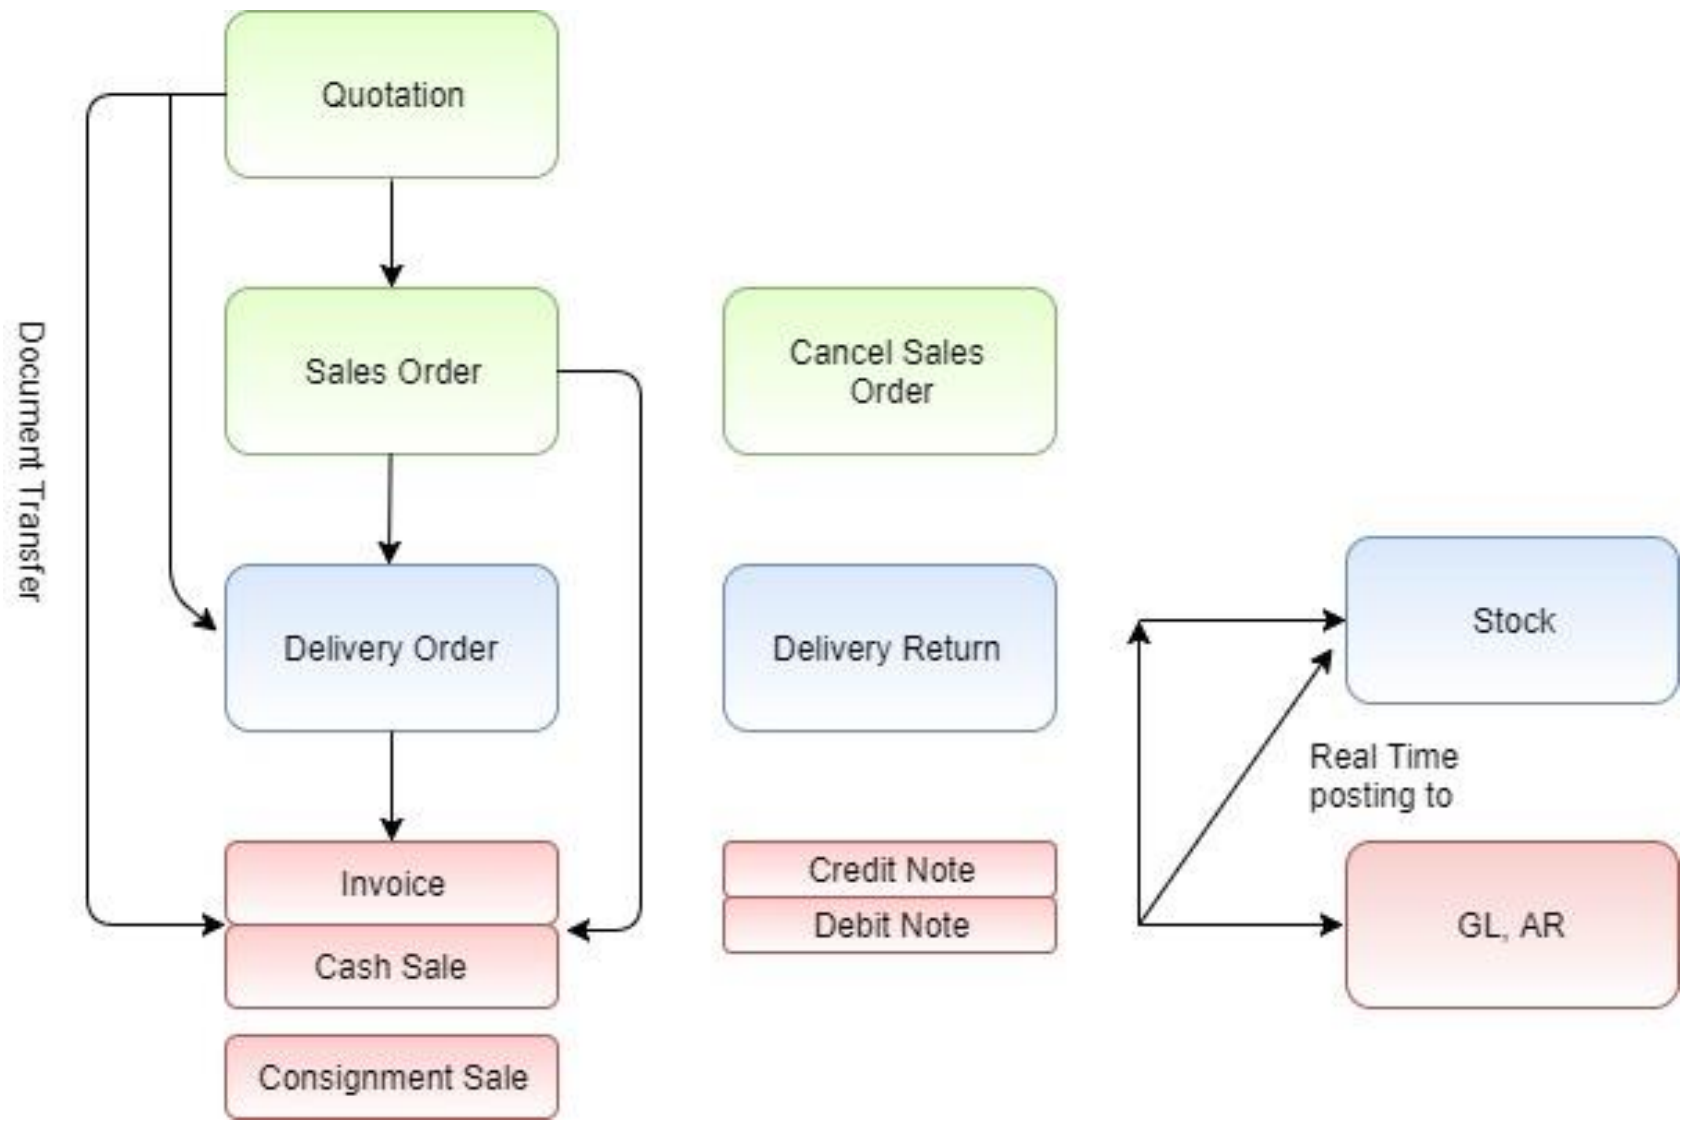 Quotation
Document Transfer
Sales Order
Cancel Sales
Order
Delivery Order
Delivery Return
Stock
Real Time
posting to
Invoice
Cash Sale
Credit Note
Debit Note
GL, AR
Consignment Sale